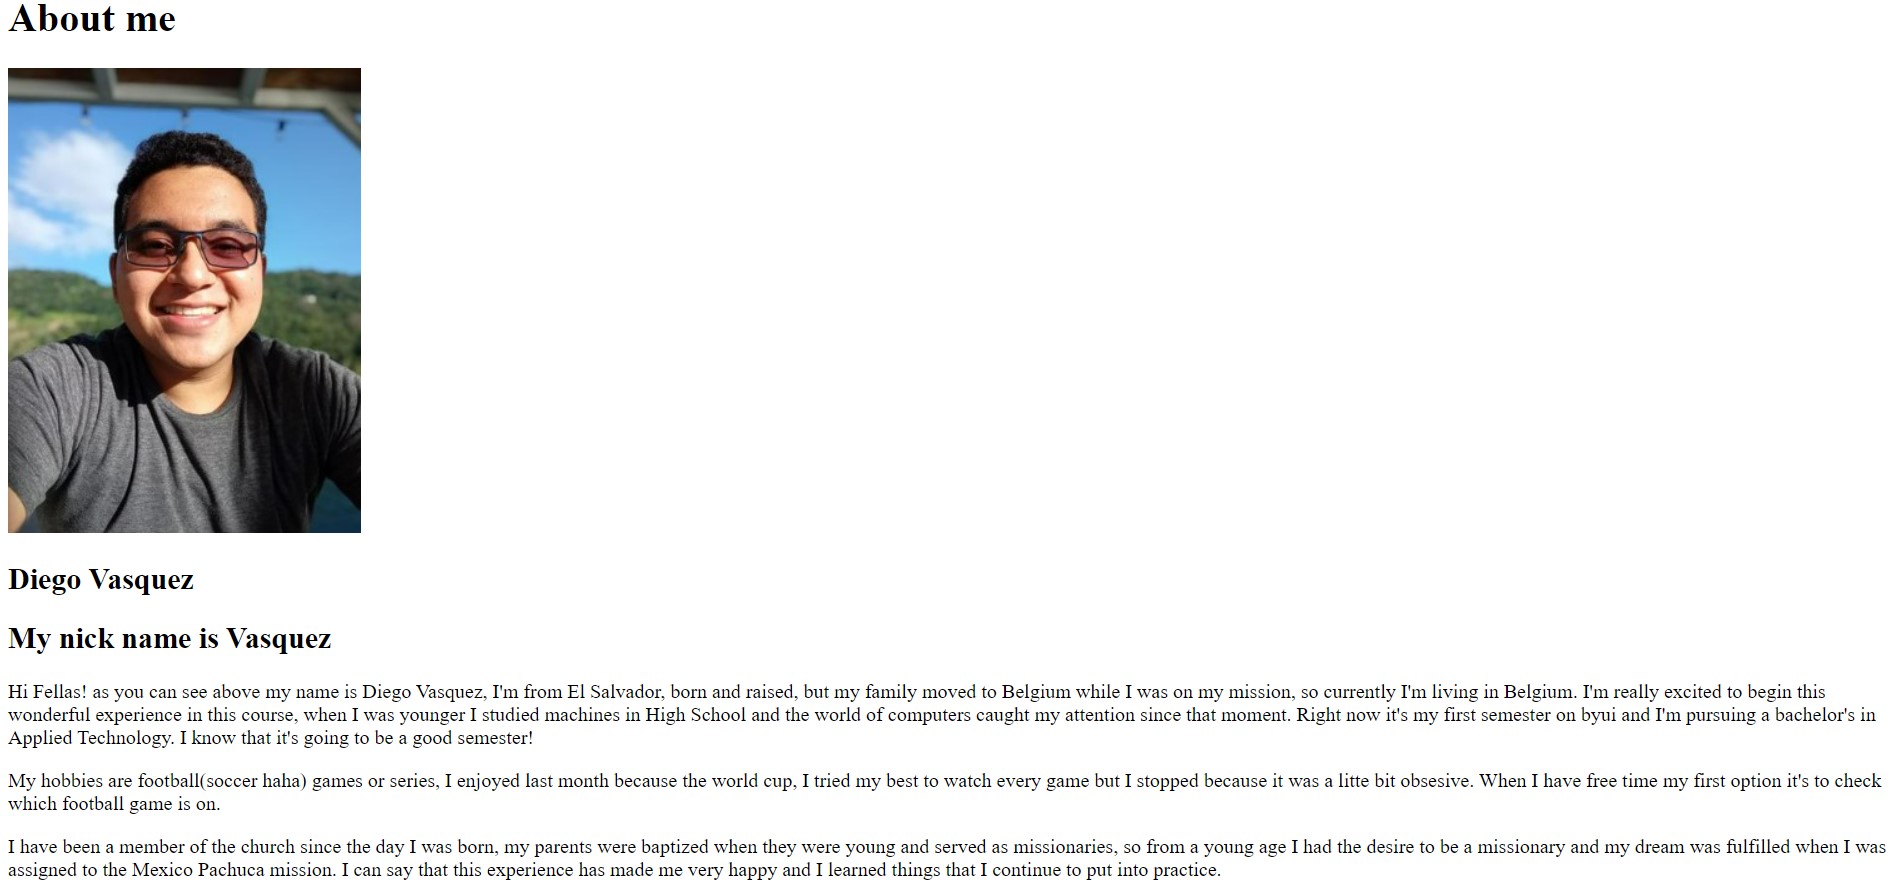 About me
Diego Vasquez
My nick name is Vasquez
Hi Fellas! as you can see above my name is Diego Vasquez, I'm from El Salvador, born and raised, but my family moved to Belgium while I was on my mission, so currently I'm living in Belgium. I'm really excited to begin this
wonderful experience in this course, when I was younger I studied machines in High School and the world of computers caught my attention since that moment. Right now it's my first semester on byui and I'm pursuing a bachelor's in
Applied Technology. I know that it's going to be a good semester!
My hobbies are football(soccer haha) games or series, I enjoyed last month because the world cup, I tried my best to watch every game but I stopped because it was a litte bit obsesive. When I have free time my first option it's to check
which football game is on.
I have been a member of the church since the day I was born, my parents were baptized when they were young and served as missionaries, so from a young age I had the desire to be a missionary and my dream was fulfilled when I was
assigned to the Mexico Pachuca mission. I can say that this experience has made me very happy and I learned things that I continue to put into practice.